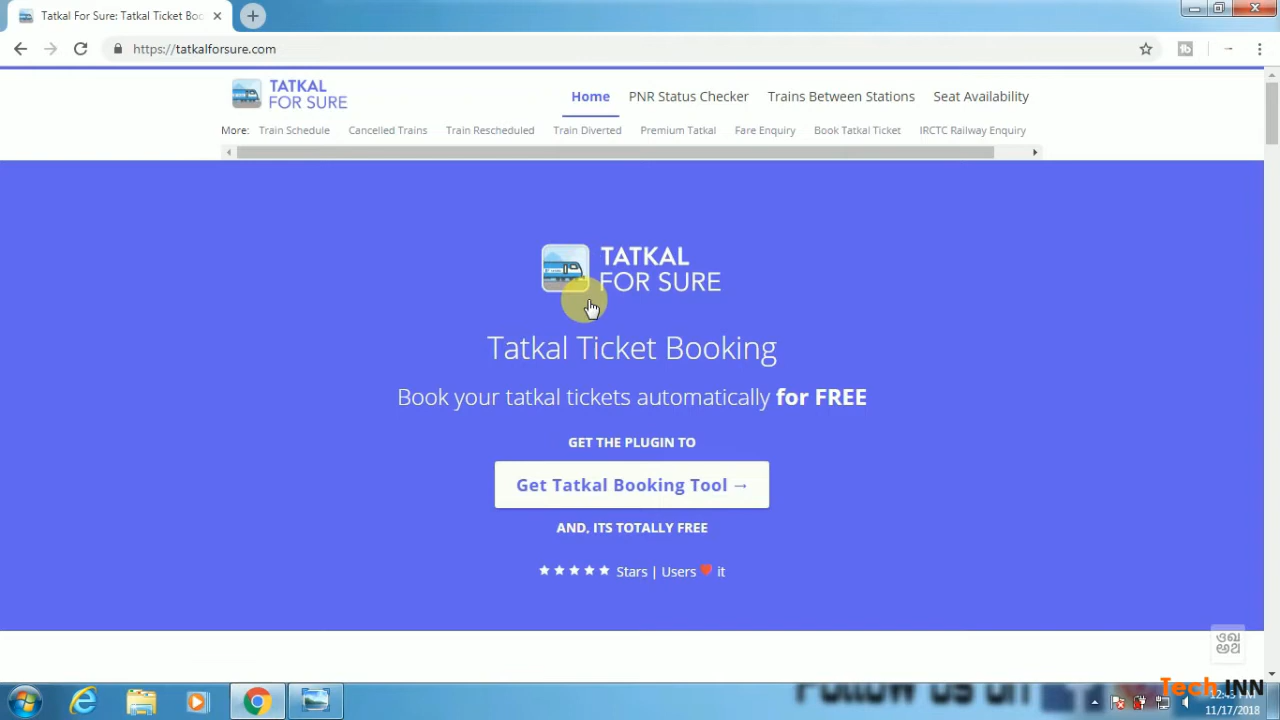 Tatkal For Sure: Tatkal Ticket Boo
https://tatkalforsure.com
TATKAL
FOR SURE
Home PNR Status Checker Trains Between Stations Seat Availability
More: Train Schedule Cancelled Trains Train Rescheduled Train Diverted Premium Tatkal Fare Enquiry Book Tatkal Ticket IRCTC Railway Enquiry
TATKAL
FOR SURE
Tatkal Ticket Booking
Book your tatkal tickets automatically for FREE
GET THE PLUGIN TO
Get Tatkal Booking Tool →
AND, ITS TOTALLY FREE
★ ★ ★ ★ ★ Stars | Users ❤ it
Follow us on
Tech INN
11/17/2018